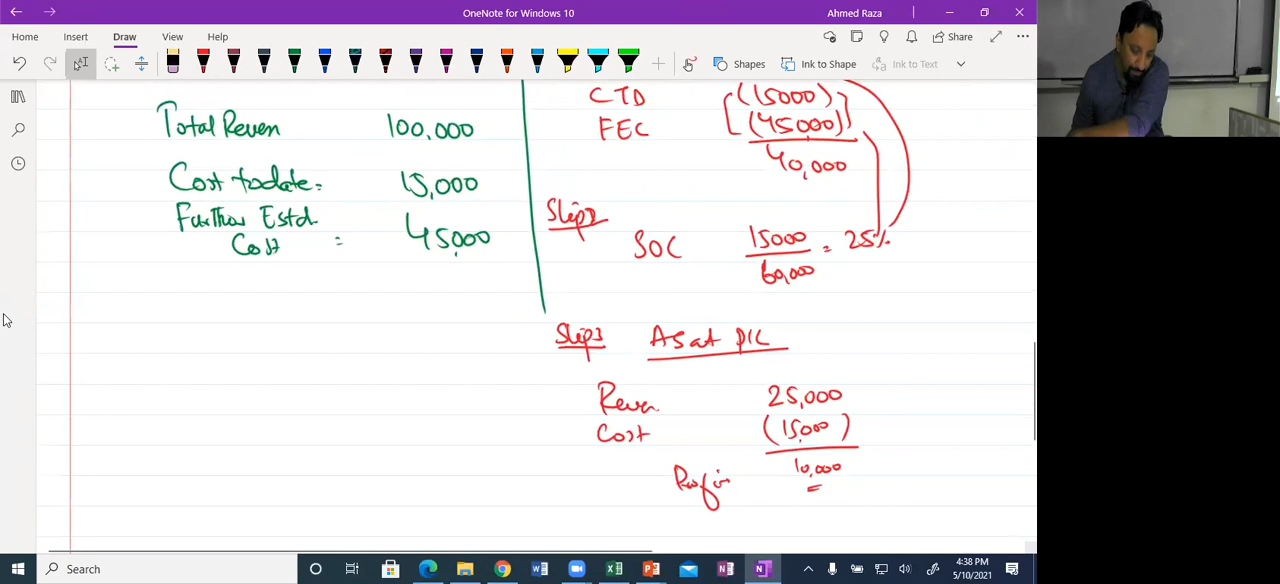 OneNote for Windows 10
Ahmed Raza
Home Insert Draw View Help
Share
Shapes Ink to Shape Ink to Text
Total Reven 100,000
Cost todate = 15,000
Further Estd. Cost = 45,000
CTD (15000)
FEC (45000)
40,000
Step2
SOC 15000 / 60,000 = 25%
Step3 As at P/L
Reven 25,000
Cost (15,000)
10,000
Search
4:38 PM
5/10/2021